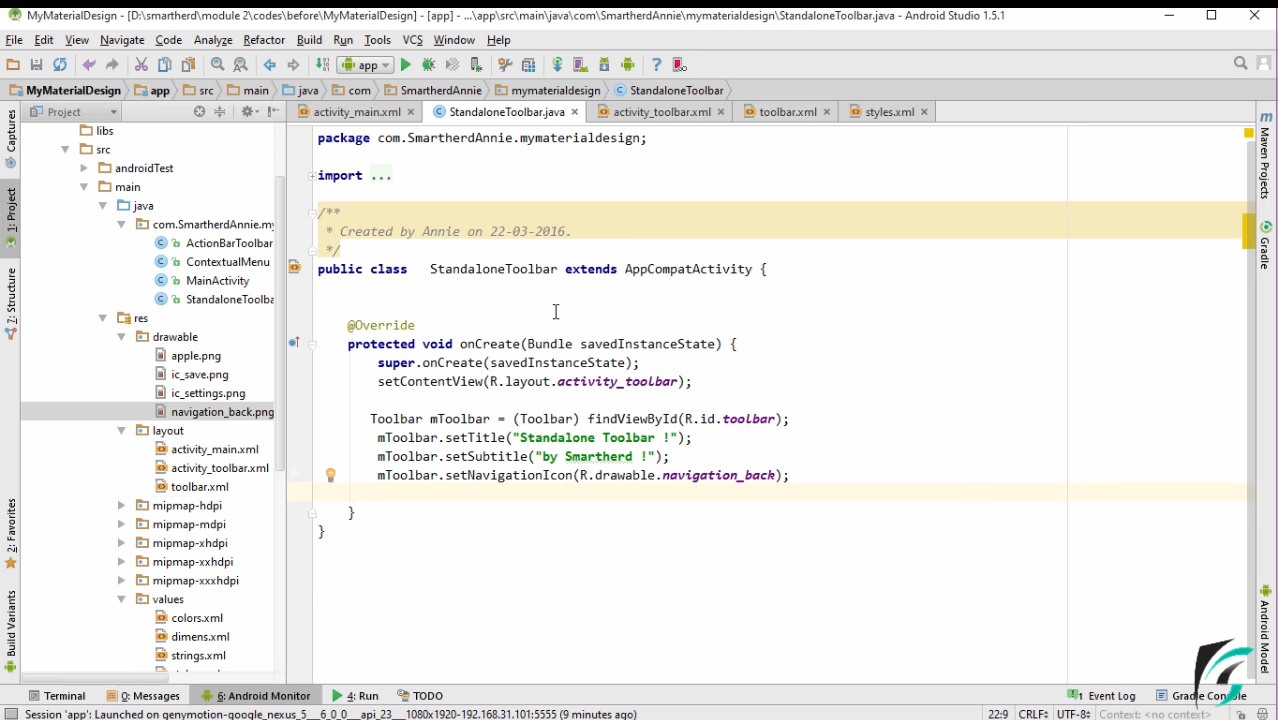 MyMaterialDesign - [D:\smartherd\module 2\codes\before\MyMaterialDesign] - [app] - ...\app\src\main\java\com\SmartherdAnnie\mymaterialdesign\StandaloneToolbar.java - Android Studio 1.5.1
File Edit View Navigate Code Analyze Refactor Build Run Tools VCS Window Help
app
MyMaterialDesign app src main java com SmartherdAnnie mymaterialdesign StandaloneToolbar
Project activity_main.xml StandaloneToolbar.java activity_toolbar.xml toolbar.xml styles.xml
Captures
1: Project
7: Structure
2: Favorites
Build Variants
libs
src
androidTest
main
java
com.SmartherdAnnie.my
ActionBarToolbar
ContextualMenu
MainActivity
StandaloneToolba
res
drawable
apple.png
ic_save.png
ic_settings.png
navigation_back.png
layout
activity_main.xml
activity_toolbar.xml
toolbar.xml
mipmap-hdpi
mipmap-mdpi
mipmap-xhdpi
mipmap-xxhdpi
mipmap-xxxhdpi
values
colors.xml
dimens.xml
strings.xml
package com.SmartherdAnnie.mymaterialdesign;
import ...
/**
* Created by Annie on 22-03-2016.
*/
public class StandaloneToolbar extends AppCompatActivity {
@Override
protected void onCreate(Bundle savedInstanceState) {
super.onCreate(savedInstanceState);
setContentView(R.layout.activity_toolbar);
Toolbar mToolbar = (Toolbar) findViewById(R.id.toolbar);
mToolbar.setTitle("Standalone Toolbar !");
mToolbar.setSubtitle("by Smartherd !");
mToolbar.setNavigationIcon(R.drawable.navigation_back);
}
}
Maven Projects
Gradle
Android Model
Terminal 0: Messages 6: Android Monitor 4: Run TODO 1 Event Log Gradle Console
Session 'app': Launched on genymotion-google_nexus_5___6_0_0___api_23___1080x1920-192.168.31.101:5555 (9 minutes ago) 22:9 CRLF UTF-8 Context: <no context>